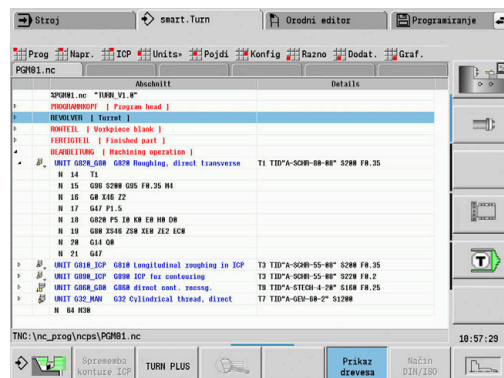 Stroj smart.Turn Orodni editor Programiranje
Prog Napr. ICP Units» Pojdi Konfig Razno Dodat. Graf.
PGM01.nc
Abschnitt Details
%PGM01.nc "TURN_V1.0"
PROGRAMMKOPF [ Program head ]
REVOLVER [ Turret ]
ROHTEIL [ Workpiece blank ]
FERTIGTEIL [ Finished part ]
BEARBEITUNG [ Machining operation ]
UNIT G820_G80 G820 Roughing, direct transverse T1 TID"A-SCHR-80-08" S200 F0.35
N 14 T1
N 15 G96 S200 G95 F0.35 M4
N 16 G0 X46 Z2
N 17 G47 P1.5
N 18 G820 P5 I0 K0 E0 H0 D0
N 19 G80 XS46 ZS0 XE0 ZE2 EC0
N 20 G14 Q0
N 21 G47
UNIT G810_ICP G810 Longitudinal roughing in ICP T3 TID"A-SCHR-55-08" S220 F0.35
UNIT G890_ICP G890 ICP for contouring T3 TID"A-SCHR-55-08" S220 F0.2
UNIT G860_G80 G860 direct cont. recssg. T8 TID"A-STECH-4-20" S160 F0.25
UNIT G32_MAN G32 Cylindrical thread, direct T7 TID"A-GEW-60-2" S1200
N 64 M30
TNC:\nc_prog\ncps\PGM01.nc
10:57:29
T
Sprememba konture ICP
TURN PLUS
Prikaz drevesa
Način DIN/ISO